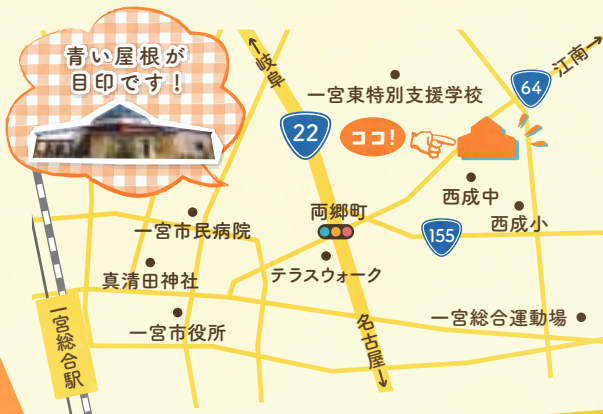 青い屋根が
目印です！
←岐阜
一宮東特別支援学校
64
江南→
22
ココ!
西成中
西成小
両郷町
155
一宮市民病院
真清田神社
テラスウォーク
一宮市役所
名古屋→
一宮総合運動場
一宮総合駅